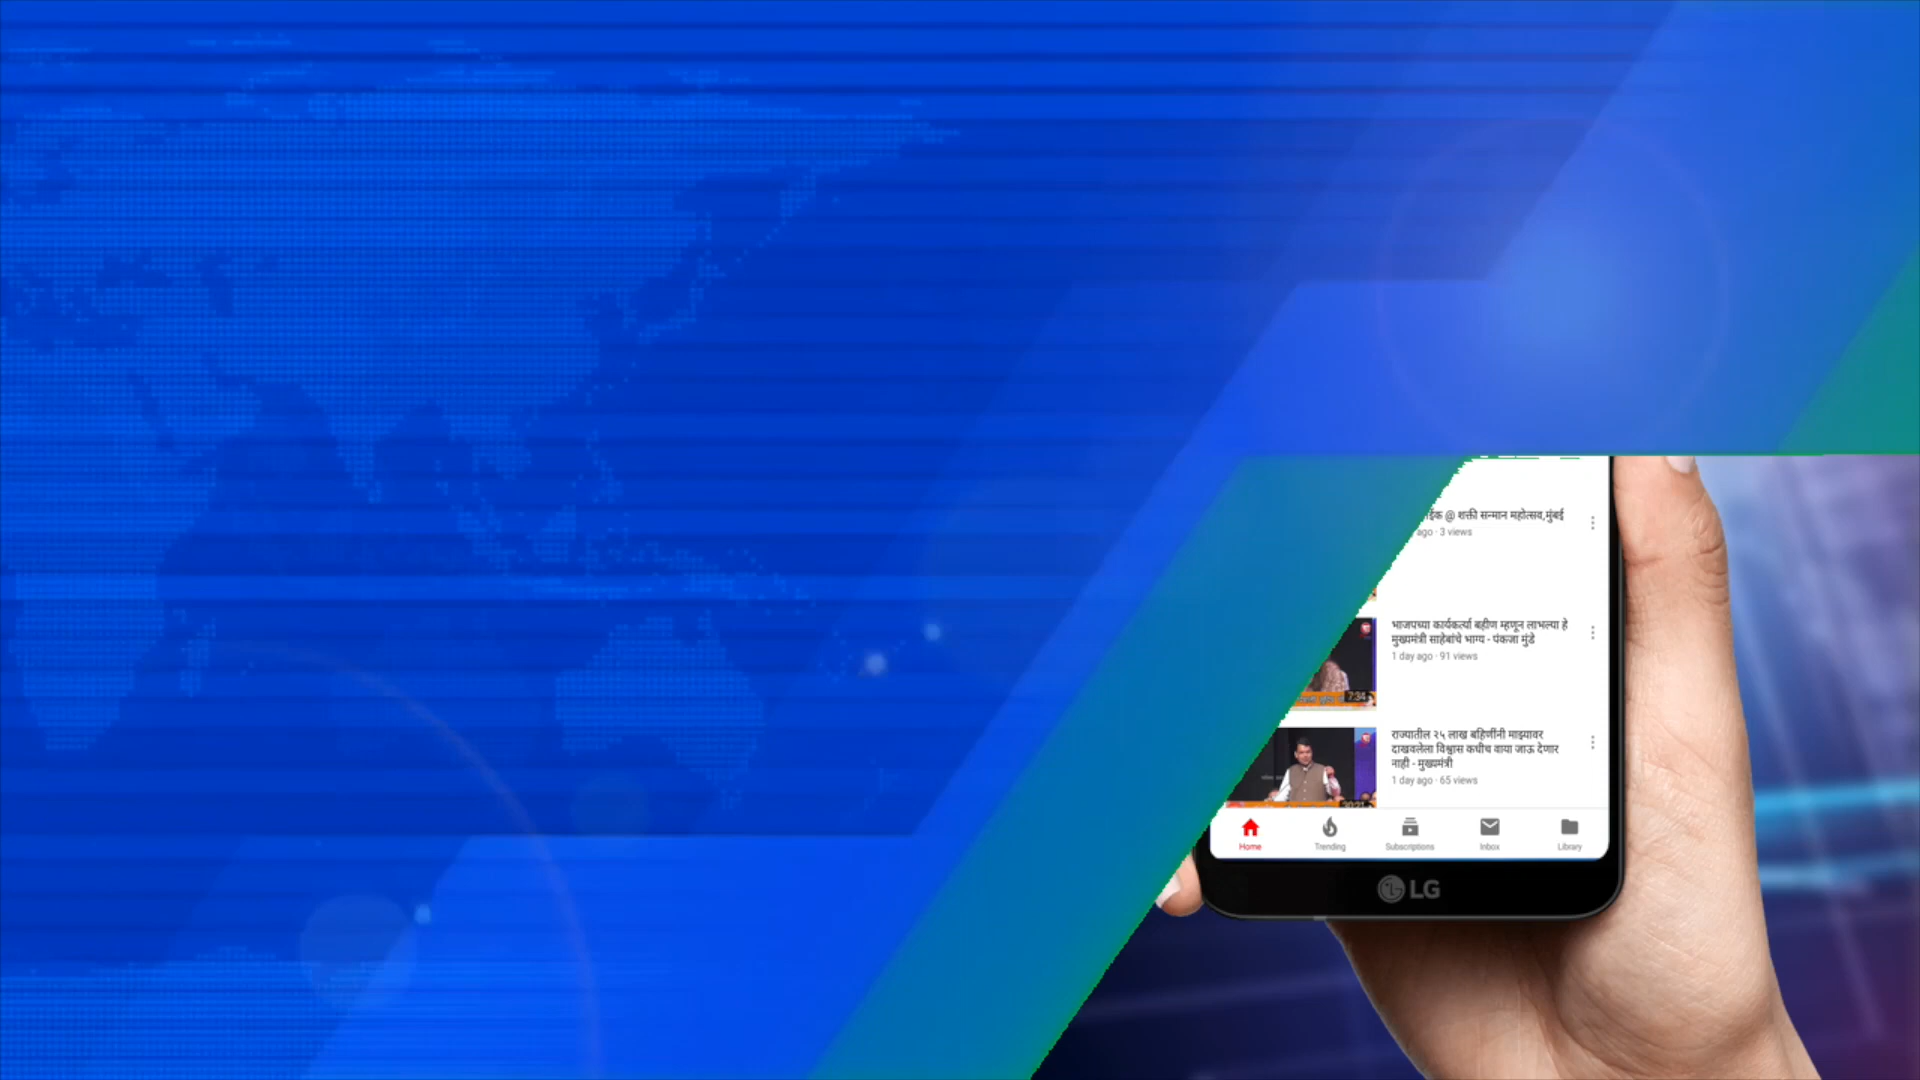 @ शक्ती सन्मान महोत्सव,मुंबई
ago · 3 views
भाजपच्या कार्यकर्त्या बहीण म्हणून लाभल्या हे
मुख्यमंत्री साहेबांचे भाग्य - पंकजा मुंडे
1 day ago · 91 views
7:34
राज्यातील २५ लाख बहिणींनी माझ्यावर
दाखवलेला विश्वास कधीच वाया जाऊ देणार
नाही - मुख्यमंत्री
1 day ago · 65 views
Home
Trending
Subscriptions
Inbox
Library
LG